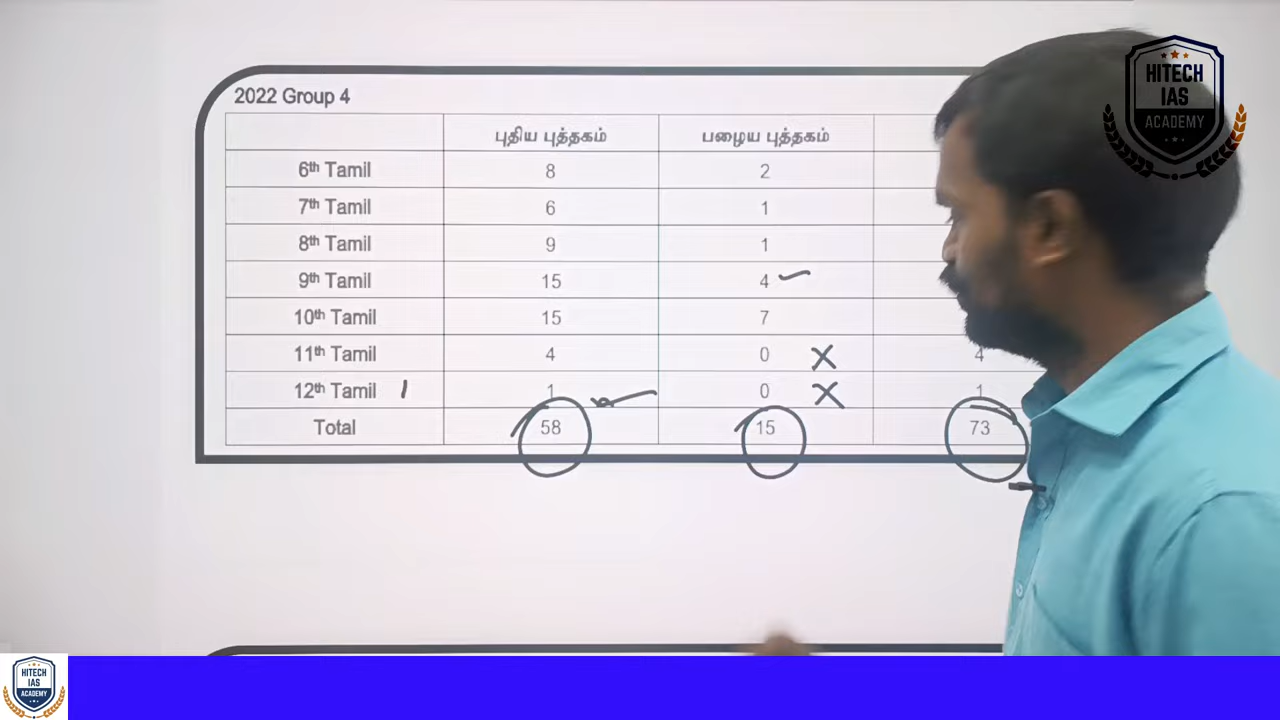 HITECH
IAS
ACADEMY
2022 Group 4
புதிய புத்தகம் பழைய புத்தகம்
6th Tamil 8 2
7th Tamil 6 1
8th Tamil 9 1
9th Tamil 15 4
10th Tamil 15 7
11th Tamil 4 0 4
12th Tamil 1 0 1
Total 58 15 73
HITECH
IAS
ACADEMY